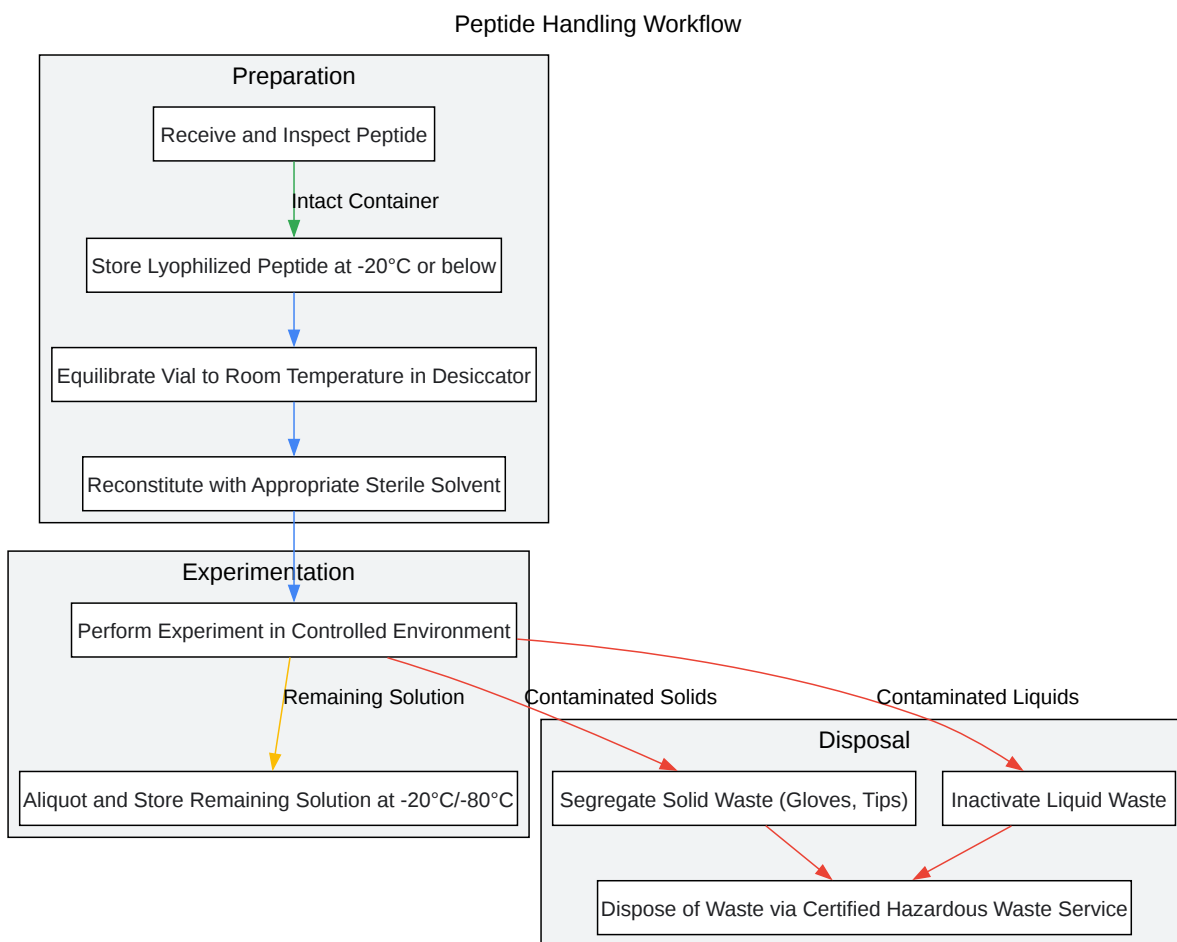 Peptide Handling Workflow
Preparation
Receive and Inspect Peptide
Intact Container
Store Lyophilized Peptide at -20°C or below
Equilibrate Vial to Room Temperature in Desiccator
Reconstitute with Appropriate Sterile Solvent
Experimentation
Perform Experiment in Controlled Environment
Remaining Solution
Contaminated Solids
Contaminated Liquids
Disposal
Aliquot and Store Remaining Solution at -20°C/-80°C
Segregate Solid Waste (Gloves, Tips)
Inactivate Liquid Waste
Dispose of Waste via Certified Hazardous Waste Service